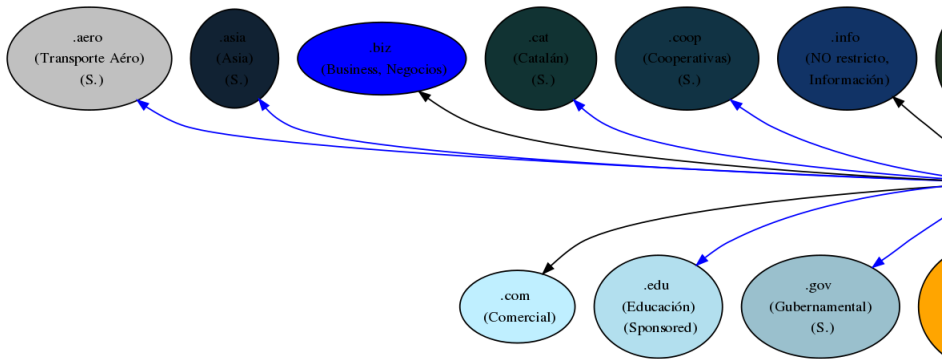 .aero
(Transporte Aéro)
(S.)
.asia
(Asia)
(S.)
.biz
(Business, Negocios)
.cat
(Catalán)
(S.)
.coop
(Cooperativas)
(S.)
.info
(NO restricto,
Información)
.com
(Comercial)
.edu
(Educación)
(Sponsored)
.gov
(Gubernamental)
(S.)